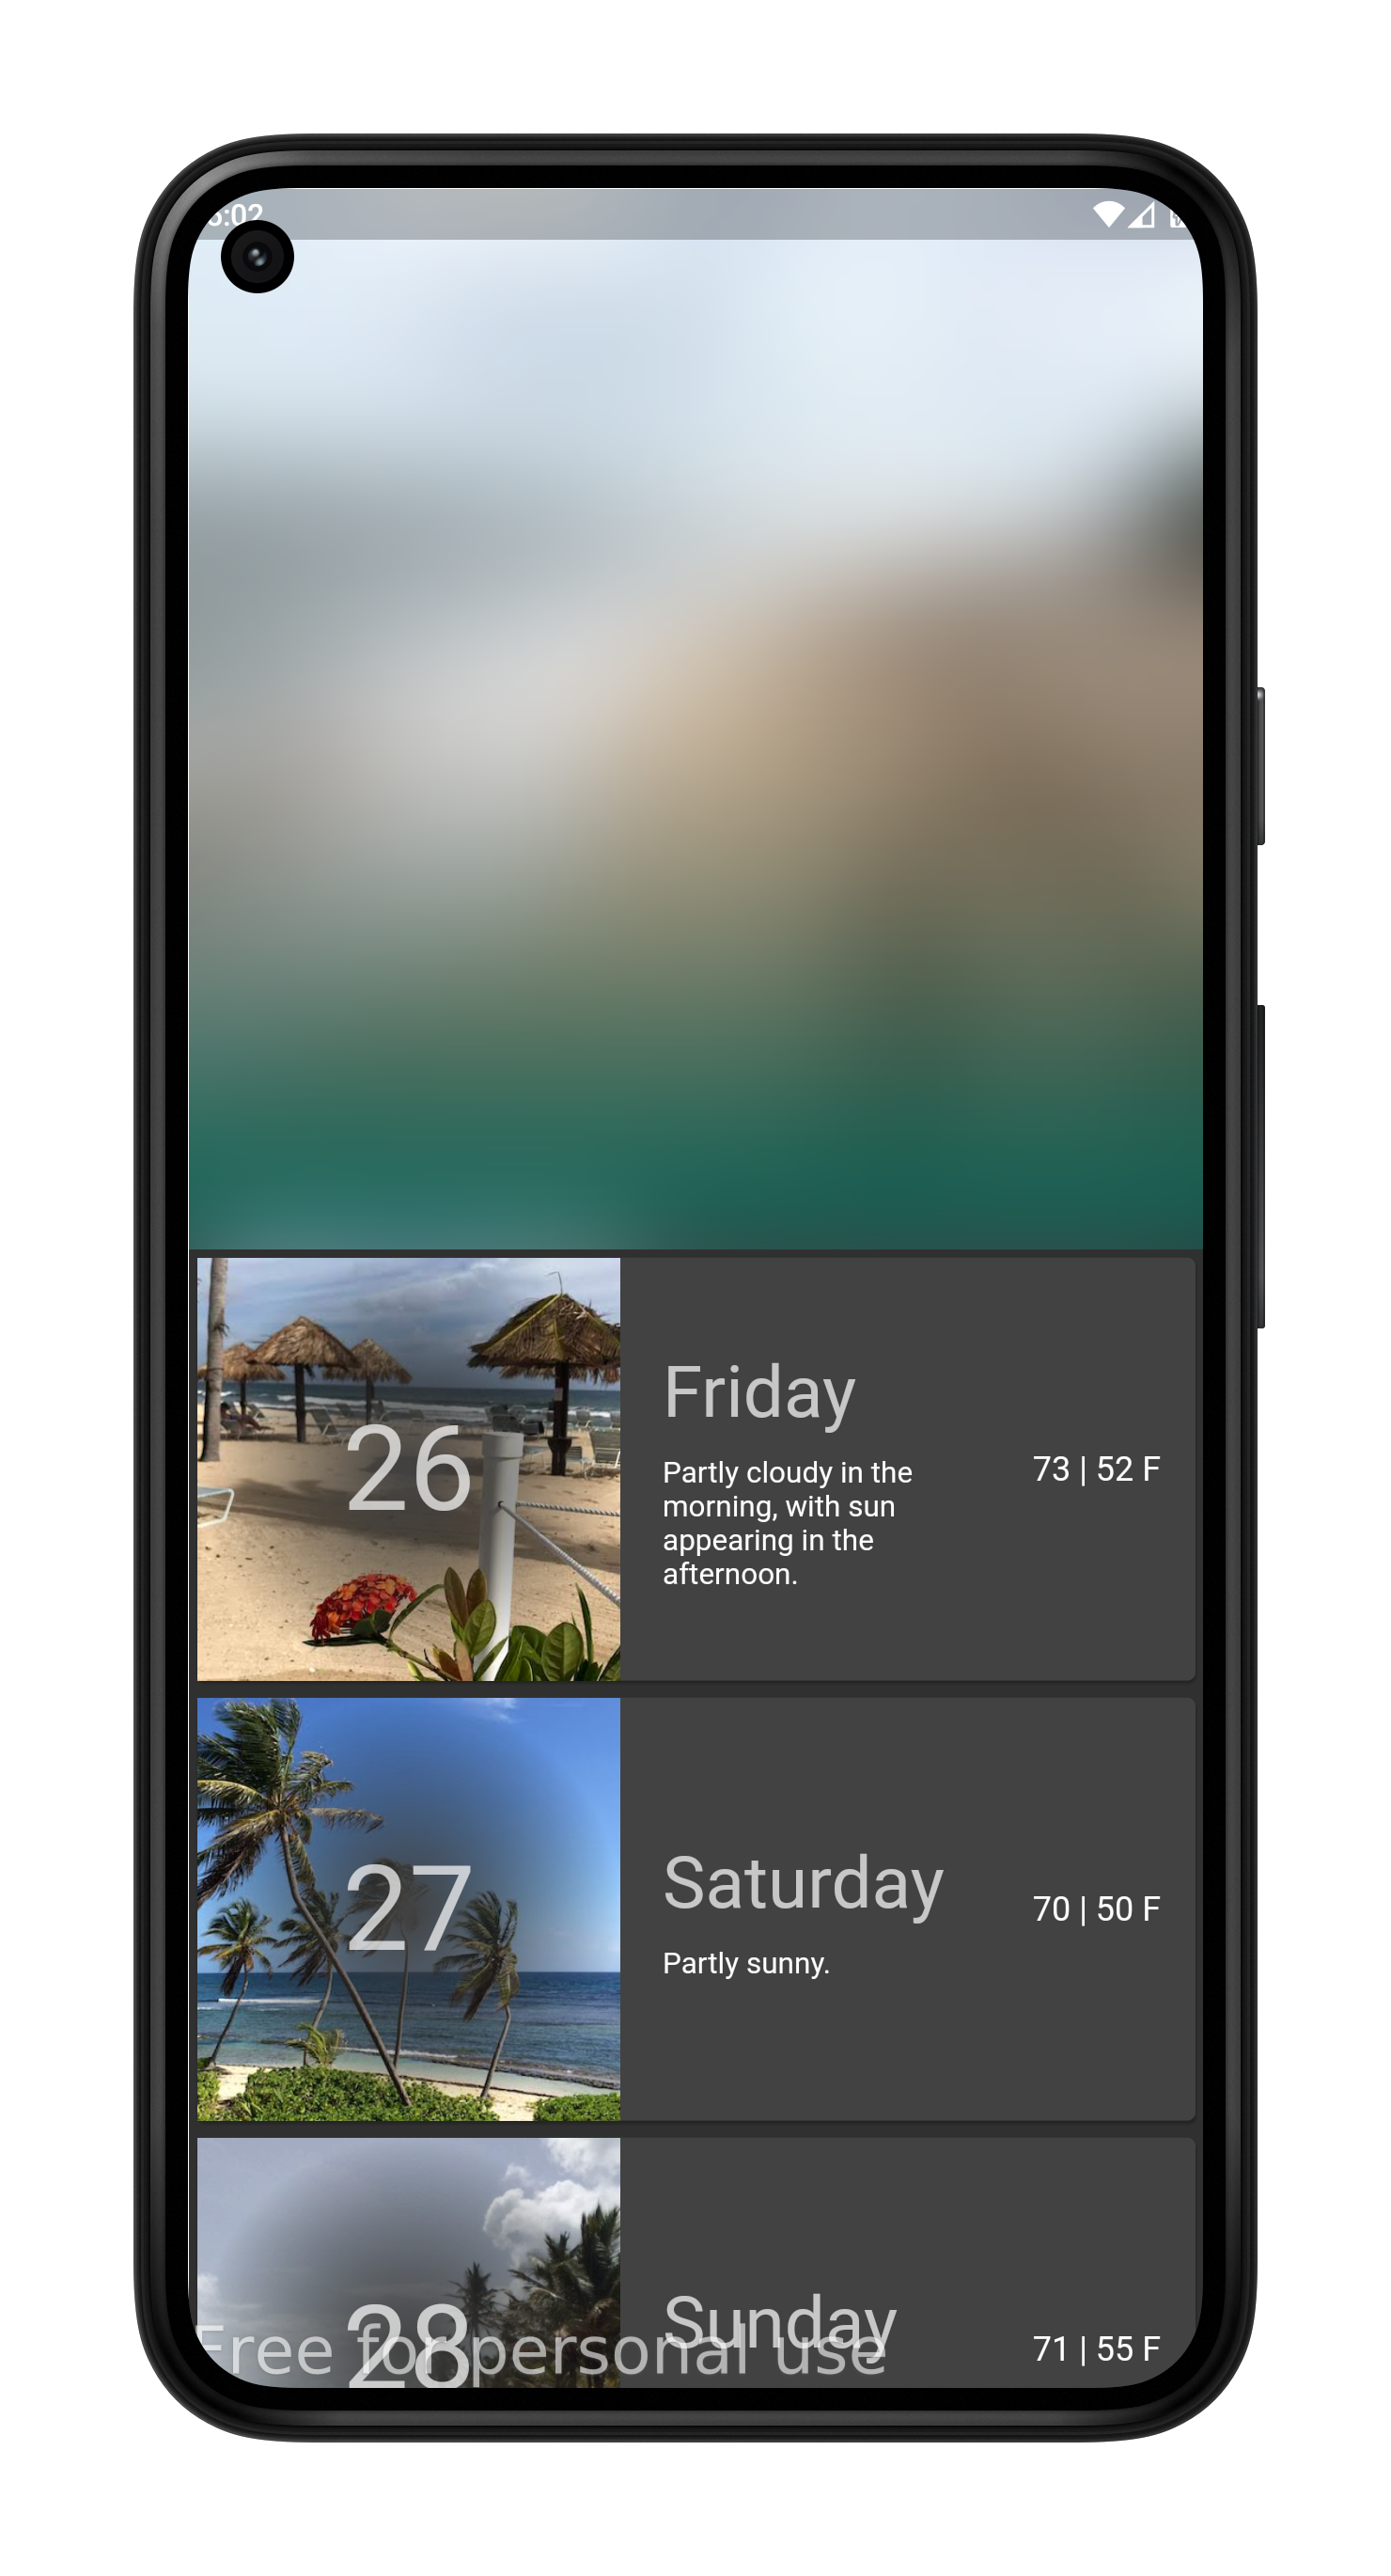 :02
26
Friday
Partly cloudy in the
morning, with sun
appearing in the
afternoon.
73 | 52 F
27
Saturday
Partly sunny.
70 | 50 F
28
Sunday
71 | 55 F
Free for personal use